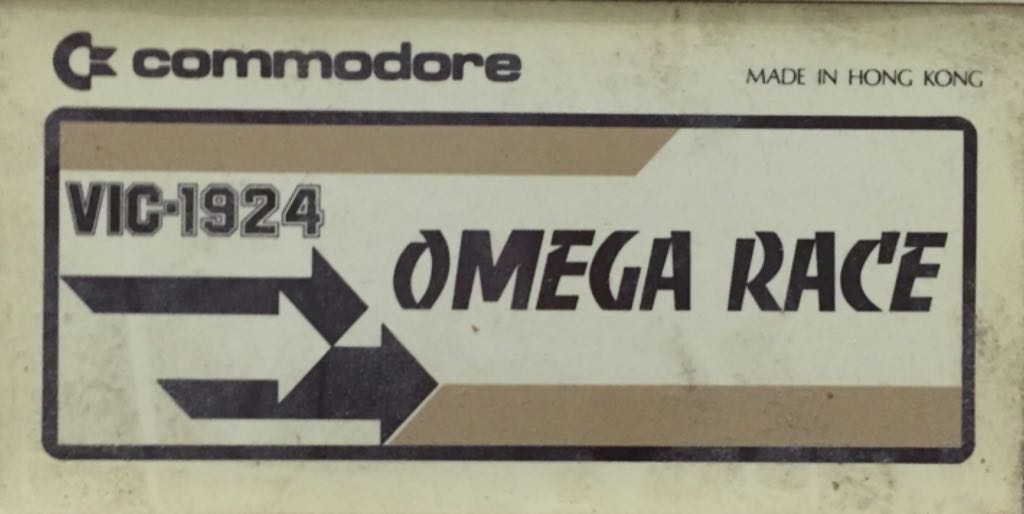 commodore
MADE IN HONG KONG
VIC-1924
OMEGA RACE